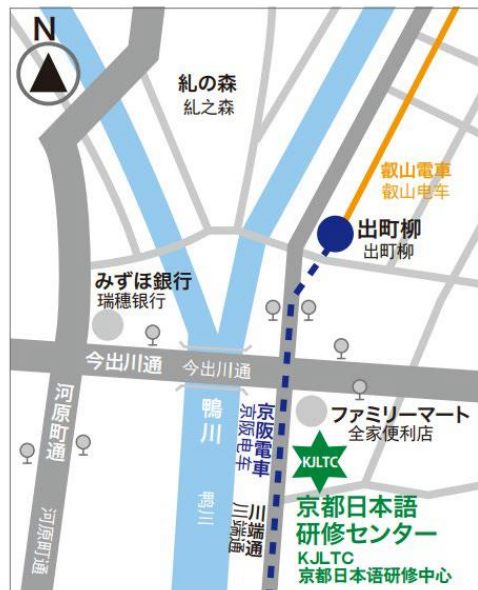 N
糺の森
糺之森
叡山電車
叡山电车
出町柳
出町柳
みずほ銀行
瑞穗银行
今出川通
今出川通
河原町通
河原町通
鴨川
鸭川
京阪電車
京阪电车
川端通
川端通
ファミリーマート
全家便利店
KJLTC
京都日本語
研修センター
KJLTC
京都日本语研修中心